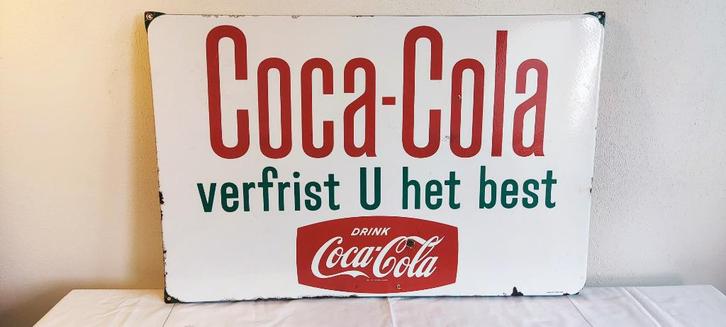 Coca-Cola
verfrist U het best
DRINK
Coca-Cola